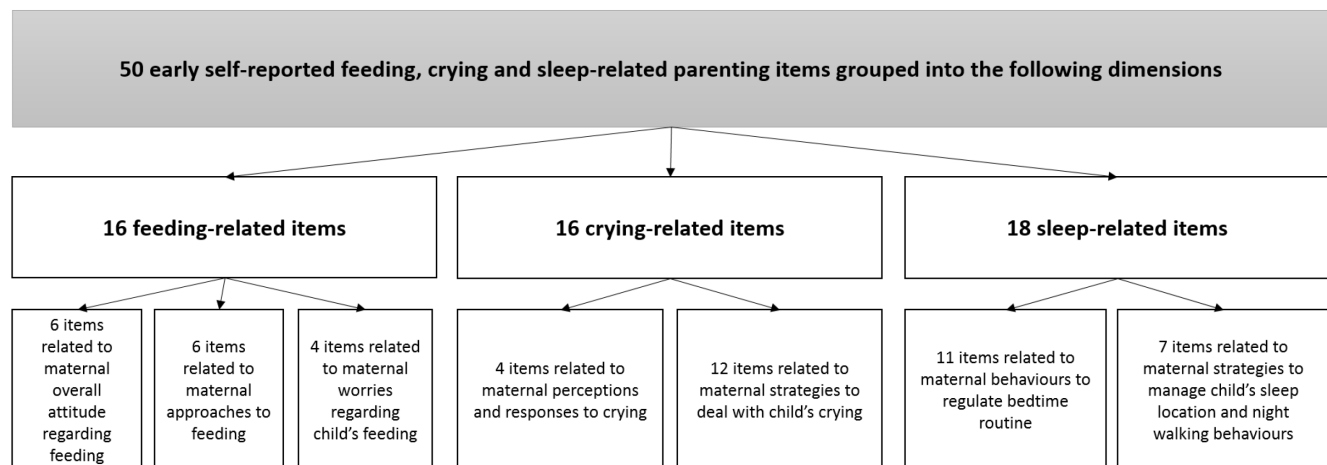 50 early self-reported feeding, crying and sleep-related parenting items grouped into the following dimensions
16 feeding-related items
16 crying-related items
18 sleep-related items
6 items
related to
maternal
overall
attitude
regarding
feeding
6 items
related to
maternal
approaches to
feeding
4 items related
to maternal
worries
regarding
child's feeding
4 items related to
maternal perceptions
and responses to crying
12 items related to
maternal strategies to
deal with child's crying
11 items related to
maternal behaviours to
regulate bedtime
routine
7 items related to
maternal strategies to
manage child's sleep
location and night
walking behaviours